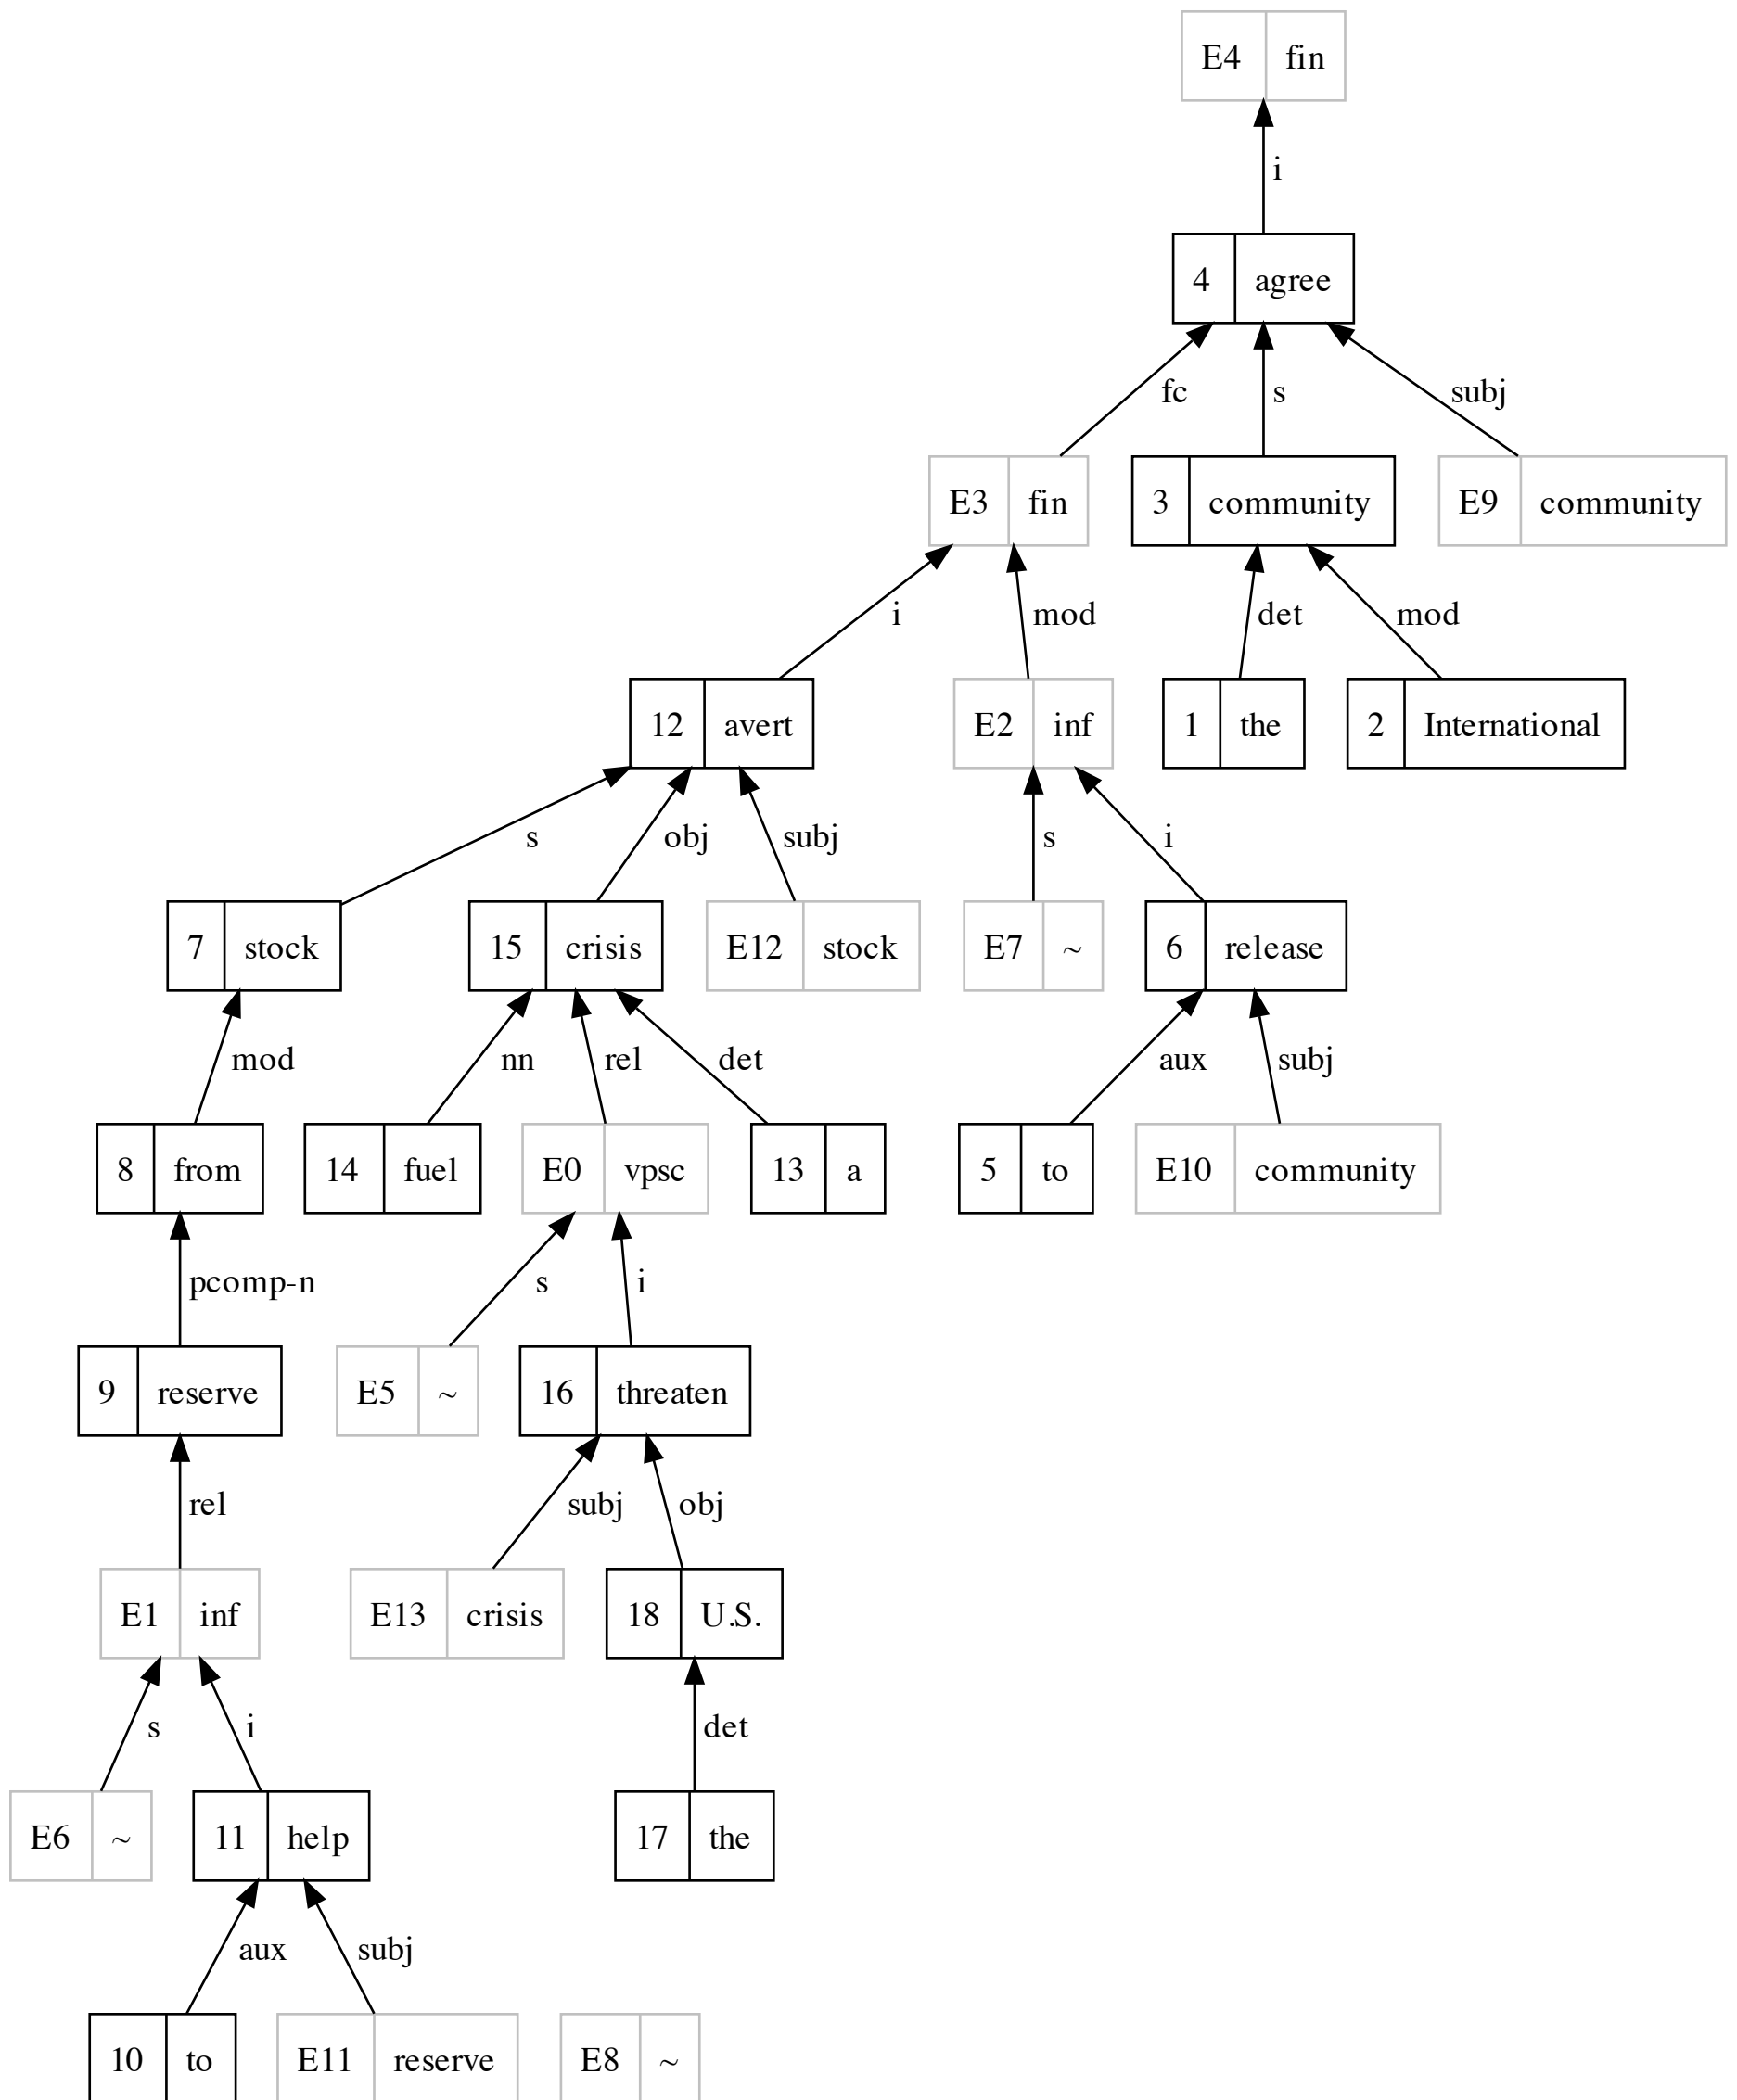 E4 fin
i
4 agree
fc s subj
E3 fin 3 community E9 community
i mod det mod
12 avert E2 inf 1 the 2 International
s obj subj s i
7 stock 15 crisis E12 stock E7 ~ 6 release
mod nn rel det aux subj
8 from 14 fuel E0 vpsc 13 a 5 to E10 community
pcomp-n s i
9 reserve E5 ~ 16 threaten
rel subj obj
E1 inf E13 crisis 18 U.S.
s i det
E6 ~ 11 help 17 the
aux subj
10 to E11 reserve E8 ~